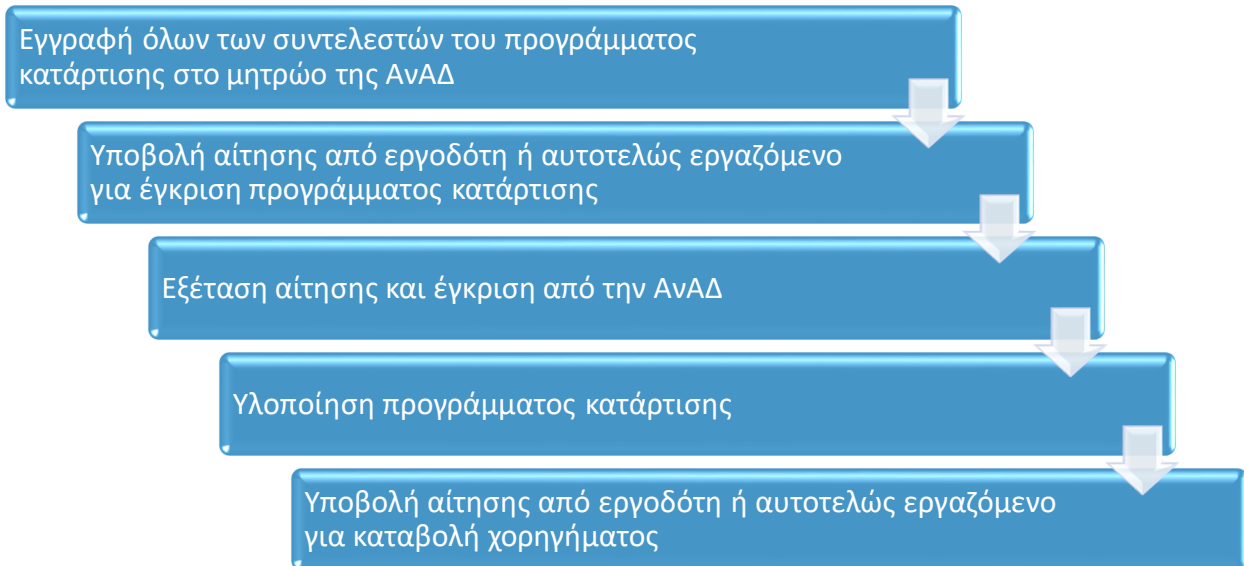 Εγγραφή όλων των συντελεστών του προγράμματος
κατάρτισης στο μητρώο της ΑνΑΔ
Υποβολή αίτησης από εργοδότη ή αυτοτελώς εργαζόμενο
για έγκριση προγράμματος κατάρτισης
Εξέταση αίτησης και έγκριση από την ΑνΑΔ
Υλοποίηση προγράμματος κατάρτισης
Υποβολή αίτησης από εργοδότη ή αυτοτελώς εργαζόμενο
για καταβολή χορηγήματος